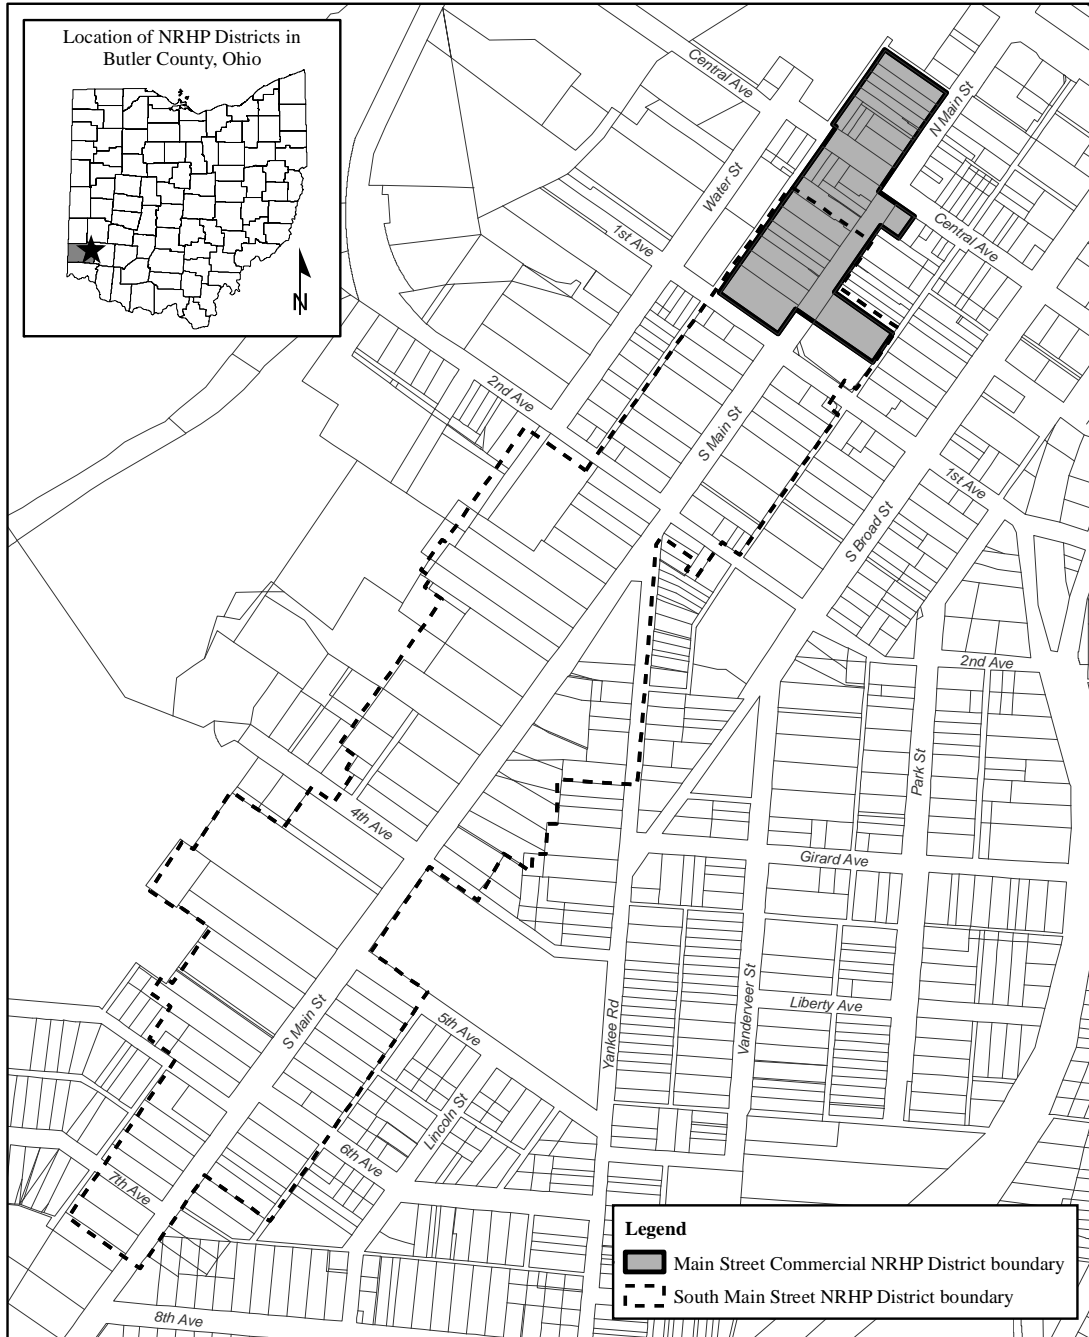 Location of NRHP Districts in
Butler County, Ohio
N
Central Ave
N Main St
Water St
1st Ave
Central Ave
2nd Ave
S Main St
1st Ave
S Broad St
2nd Ave
Park St
4th Ave
Girard Ave
S Main St
Liberty Ave
Vanderveer St
Yankee Rd
5th Ave
Lincoln St
6th Ave
7th Ave
8th Ave
Legend
Main Street Commercial NRHP District boundary
South Main Street NRHP District boundary